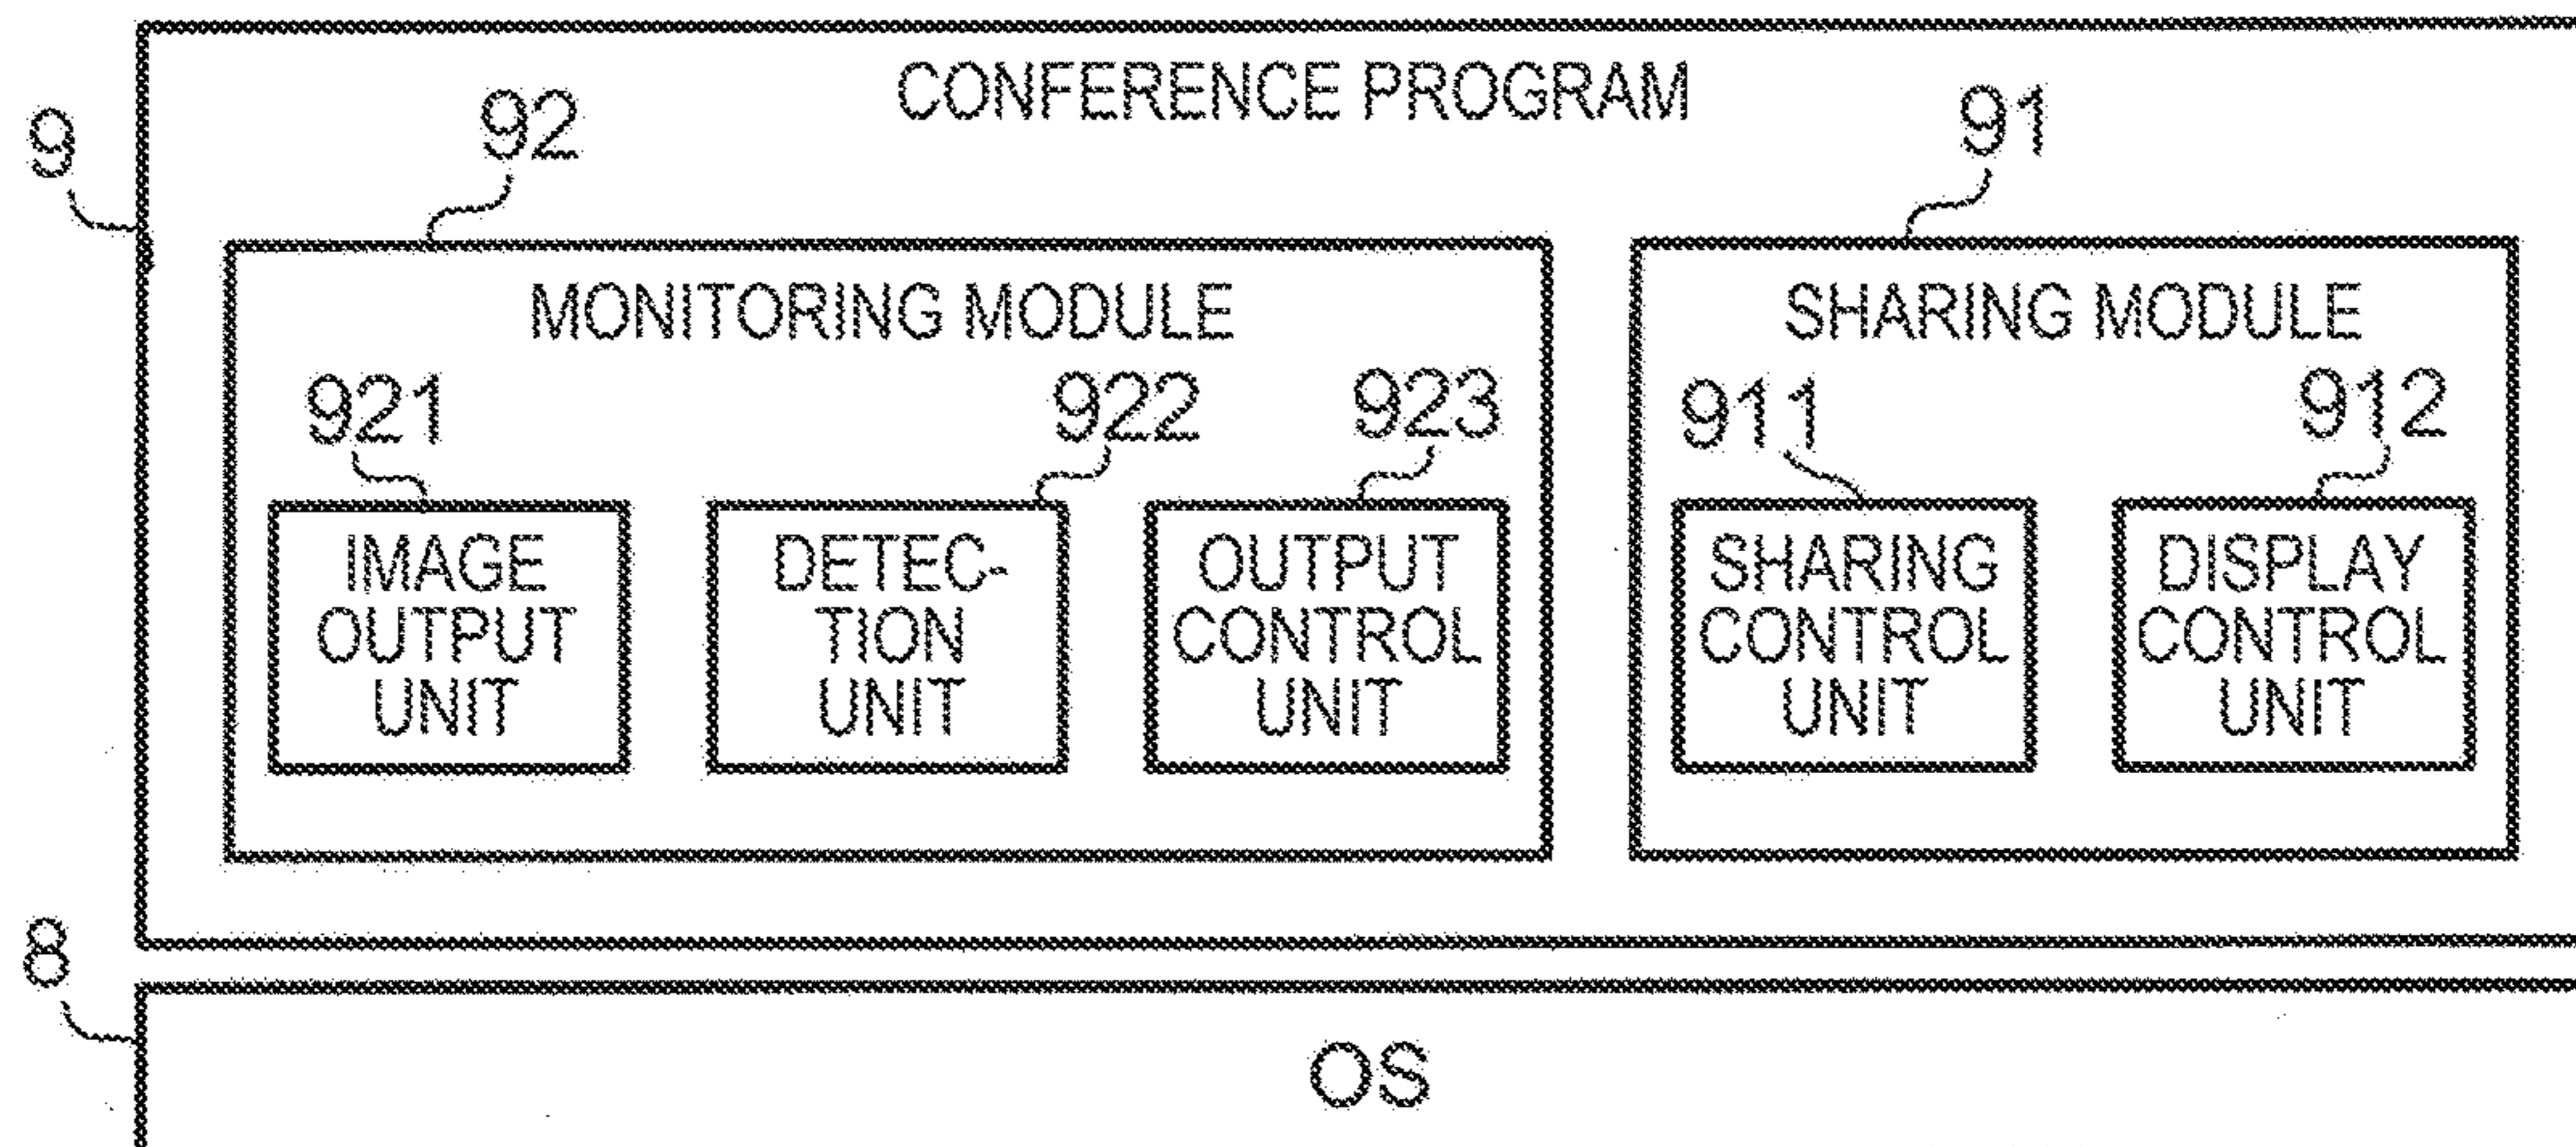 CONFERENCE PROGRAM
9
92
91
MONITORING MODULE
921
922
923
IMAGE
OUTPUT
UNIT
DETEC-
TION
UNIT
OUTPUT
CONTROL
UNIT
SHARING MODULE
911
912
SHARING
CONTROL
UNIT
DISPLAY
CONTROL
UNIT
8
OS